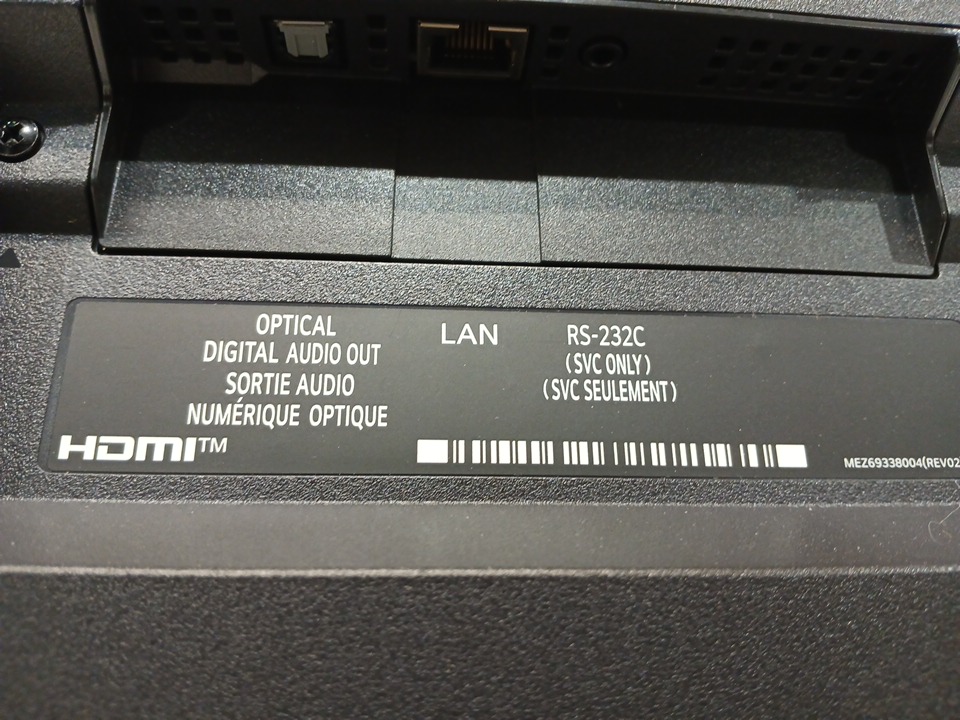 OPTICAL
DIGITAL AUDIO OUT
SORTIE AUDIO
NUMÉRIQUE OPTIQUE
LAN
RS-232C
(SVC ONLY)
(SVC SEULEMENT)
HDMI™
MEZ69338004(REV02